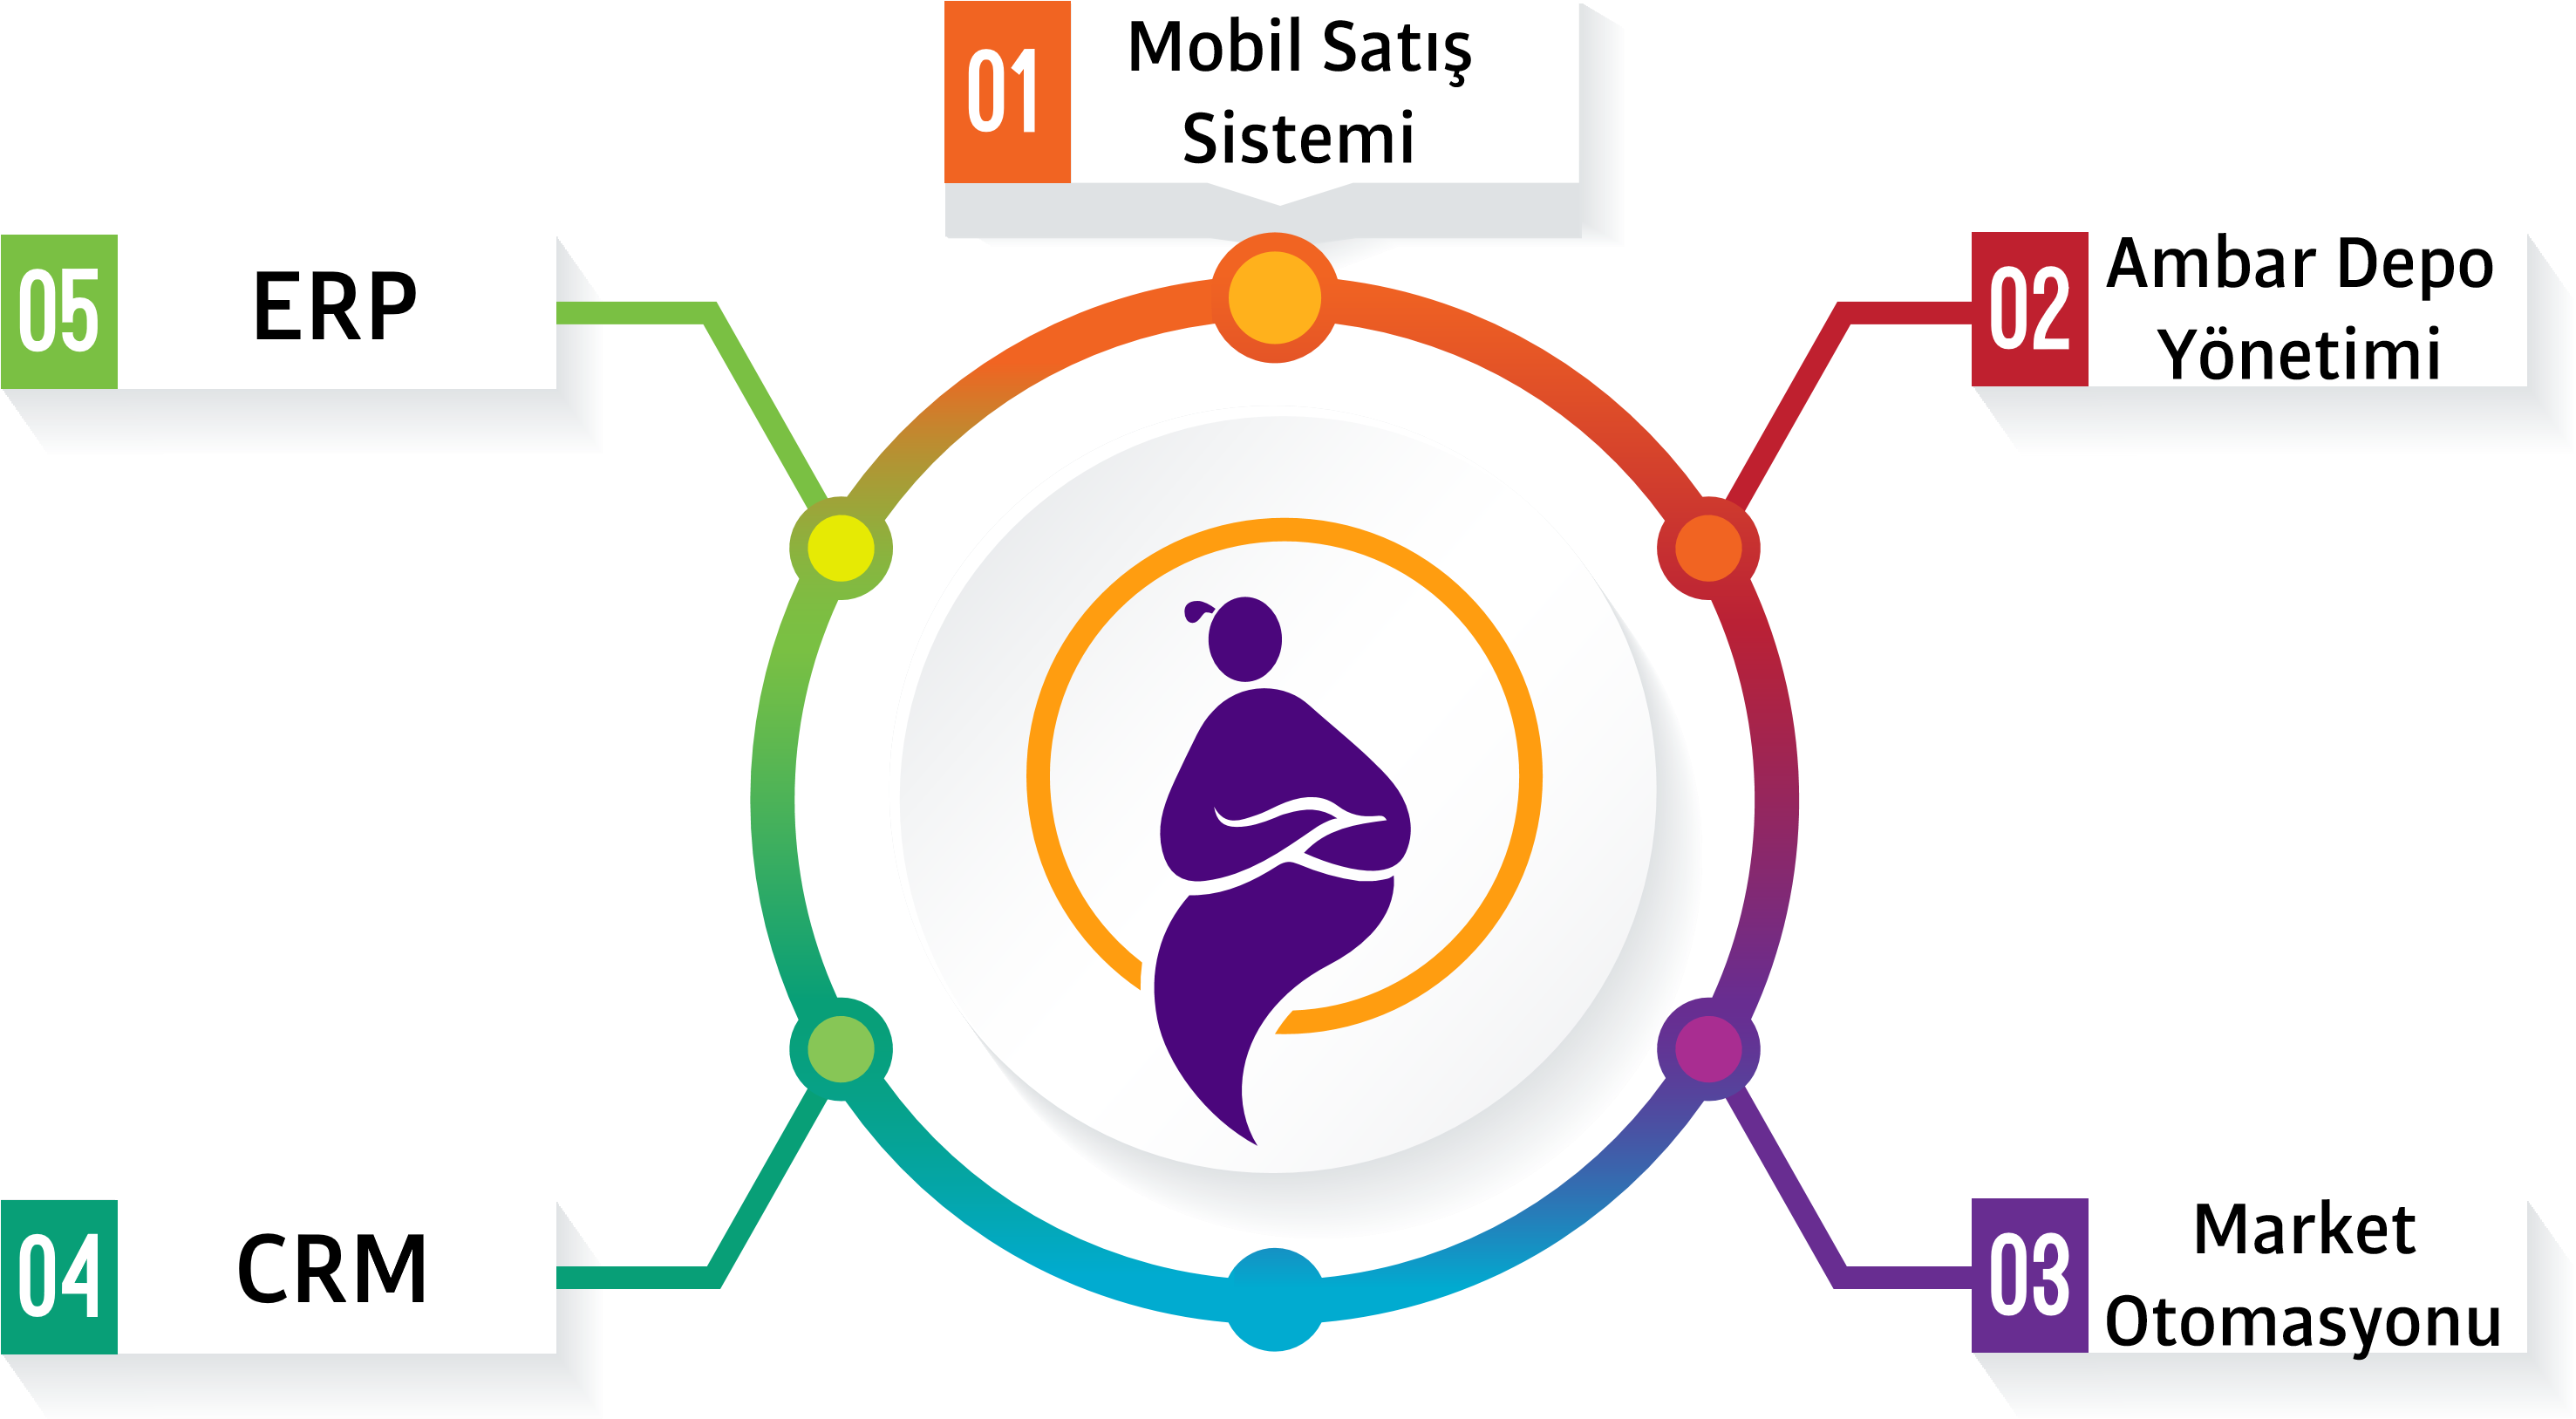 01
Mobil Satış
Sistemi
02
Ambar Depo
Yönetimi
03
Market
Otomasyonu
04
CRM
05
ERP